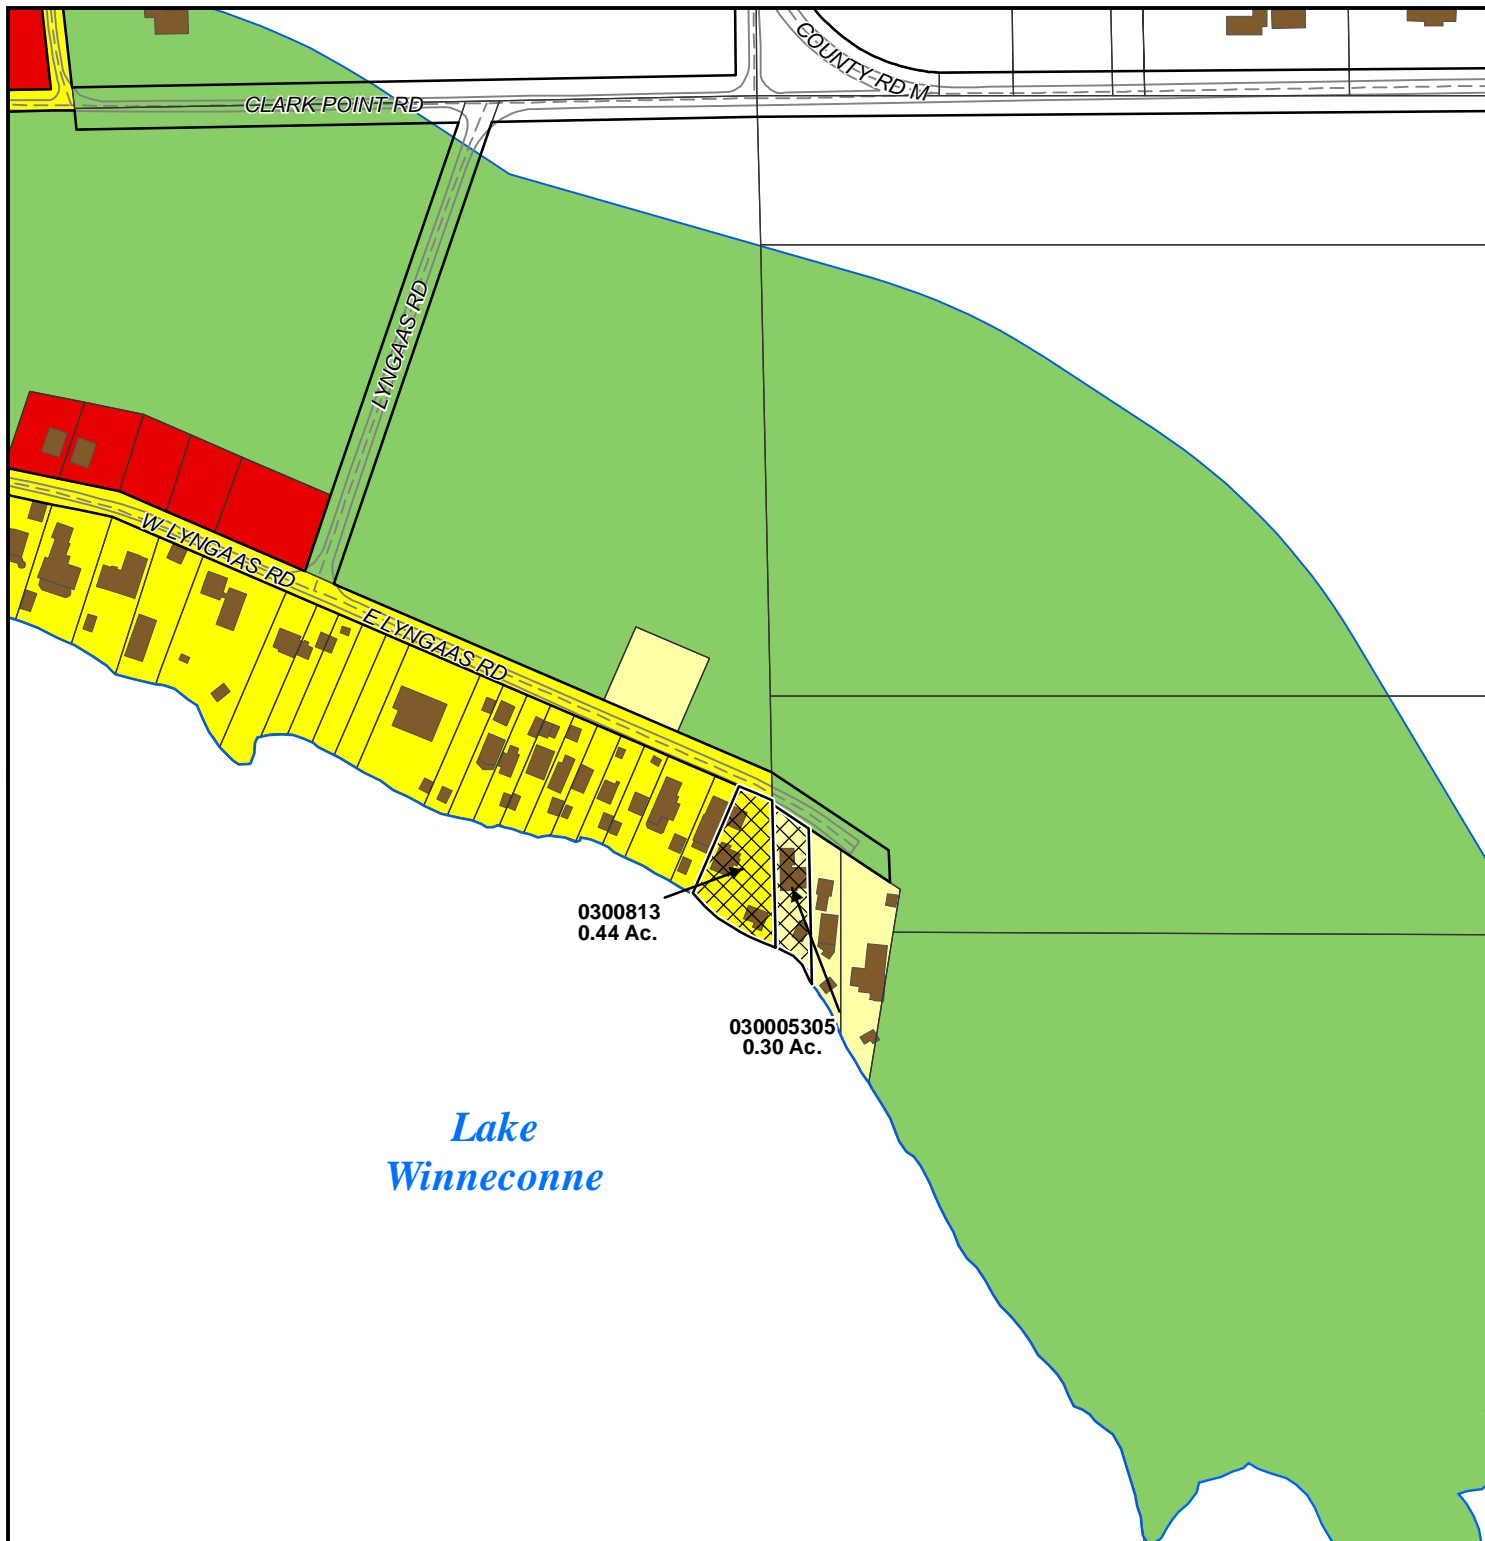 COUNTY RD M
CLARK POINT RD
LYNGAAS RD
W LYNGAAS RD
E LYNGAAS RD
0300813
0.44 Ac.
030005305
0.30 Ac.
Lake
Winneconne